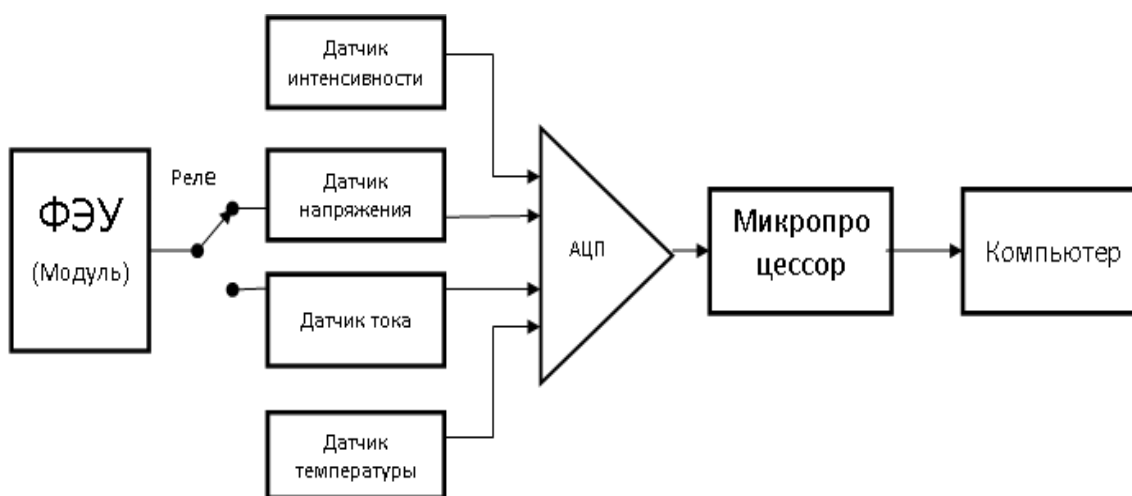 Датчик
интенсивности
ФЭУ
(Модуль)
Реле
Датчик
напряжения
Датчик тока
Датчик
температуры
АЦП
Микропро
цессор
Компьютер